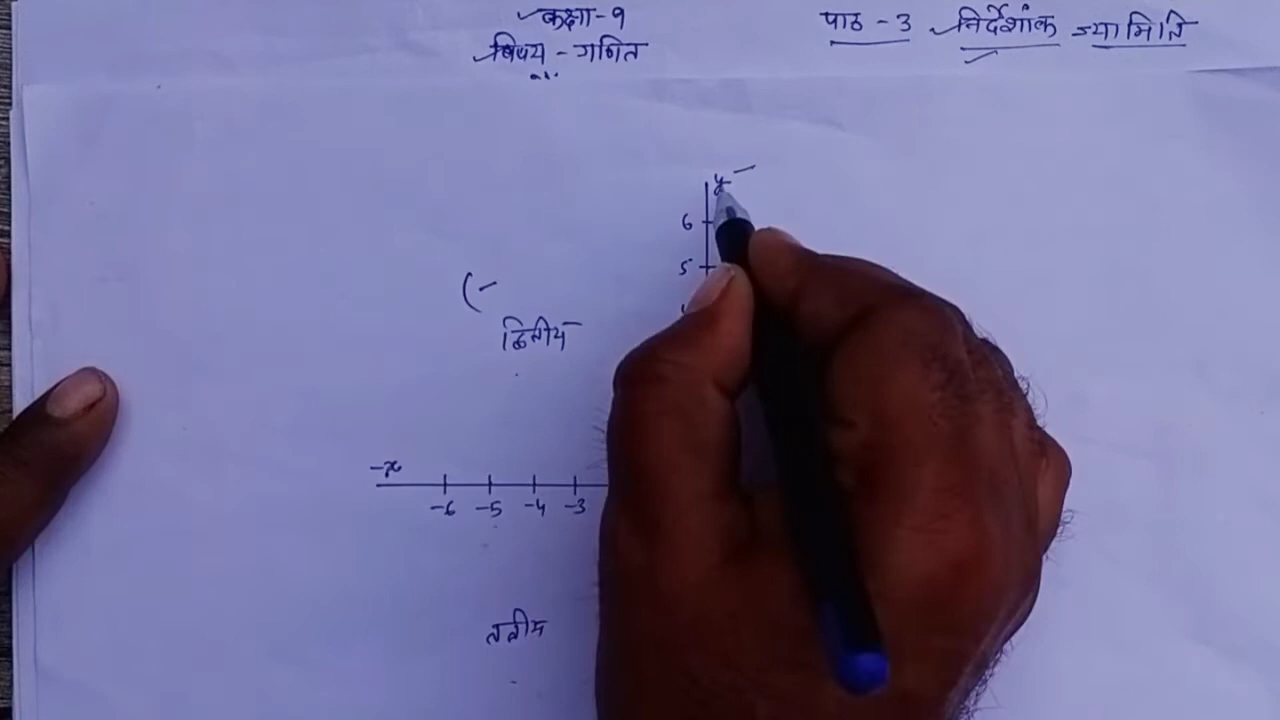 कक्षा-9
विषय - गणित
पाठ - 3 निर्देशांक ज्यामिति
y
6
5
(-
द्वितीय
-x
-6 -5 -4 -3
तृतीय